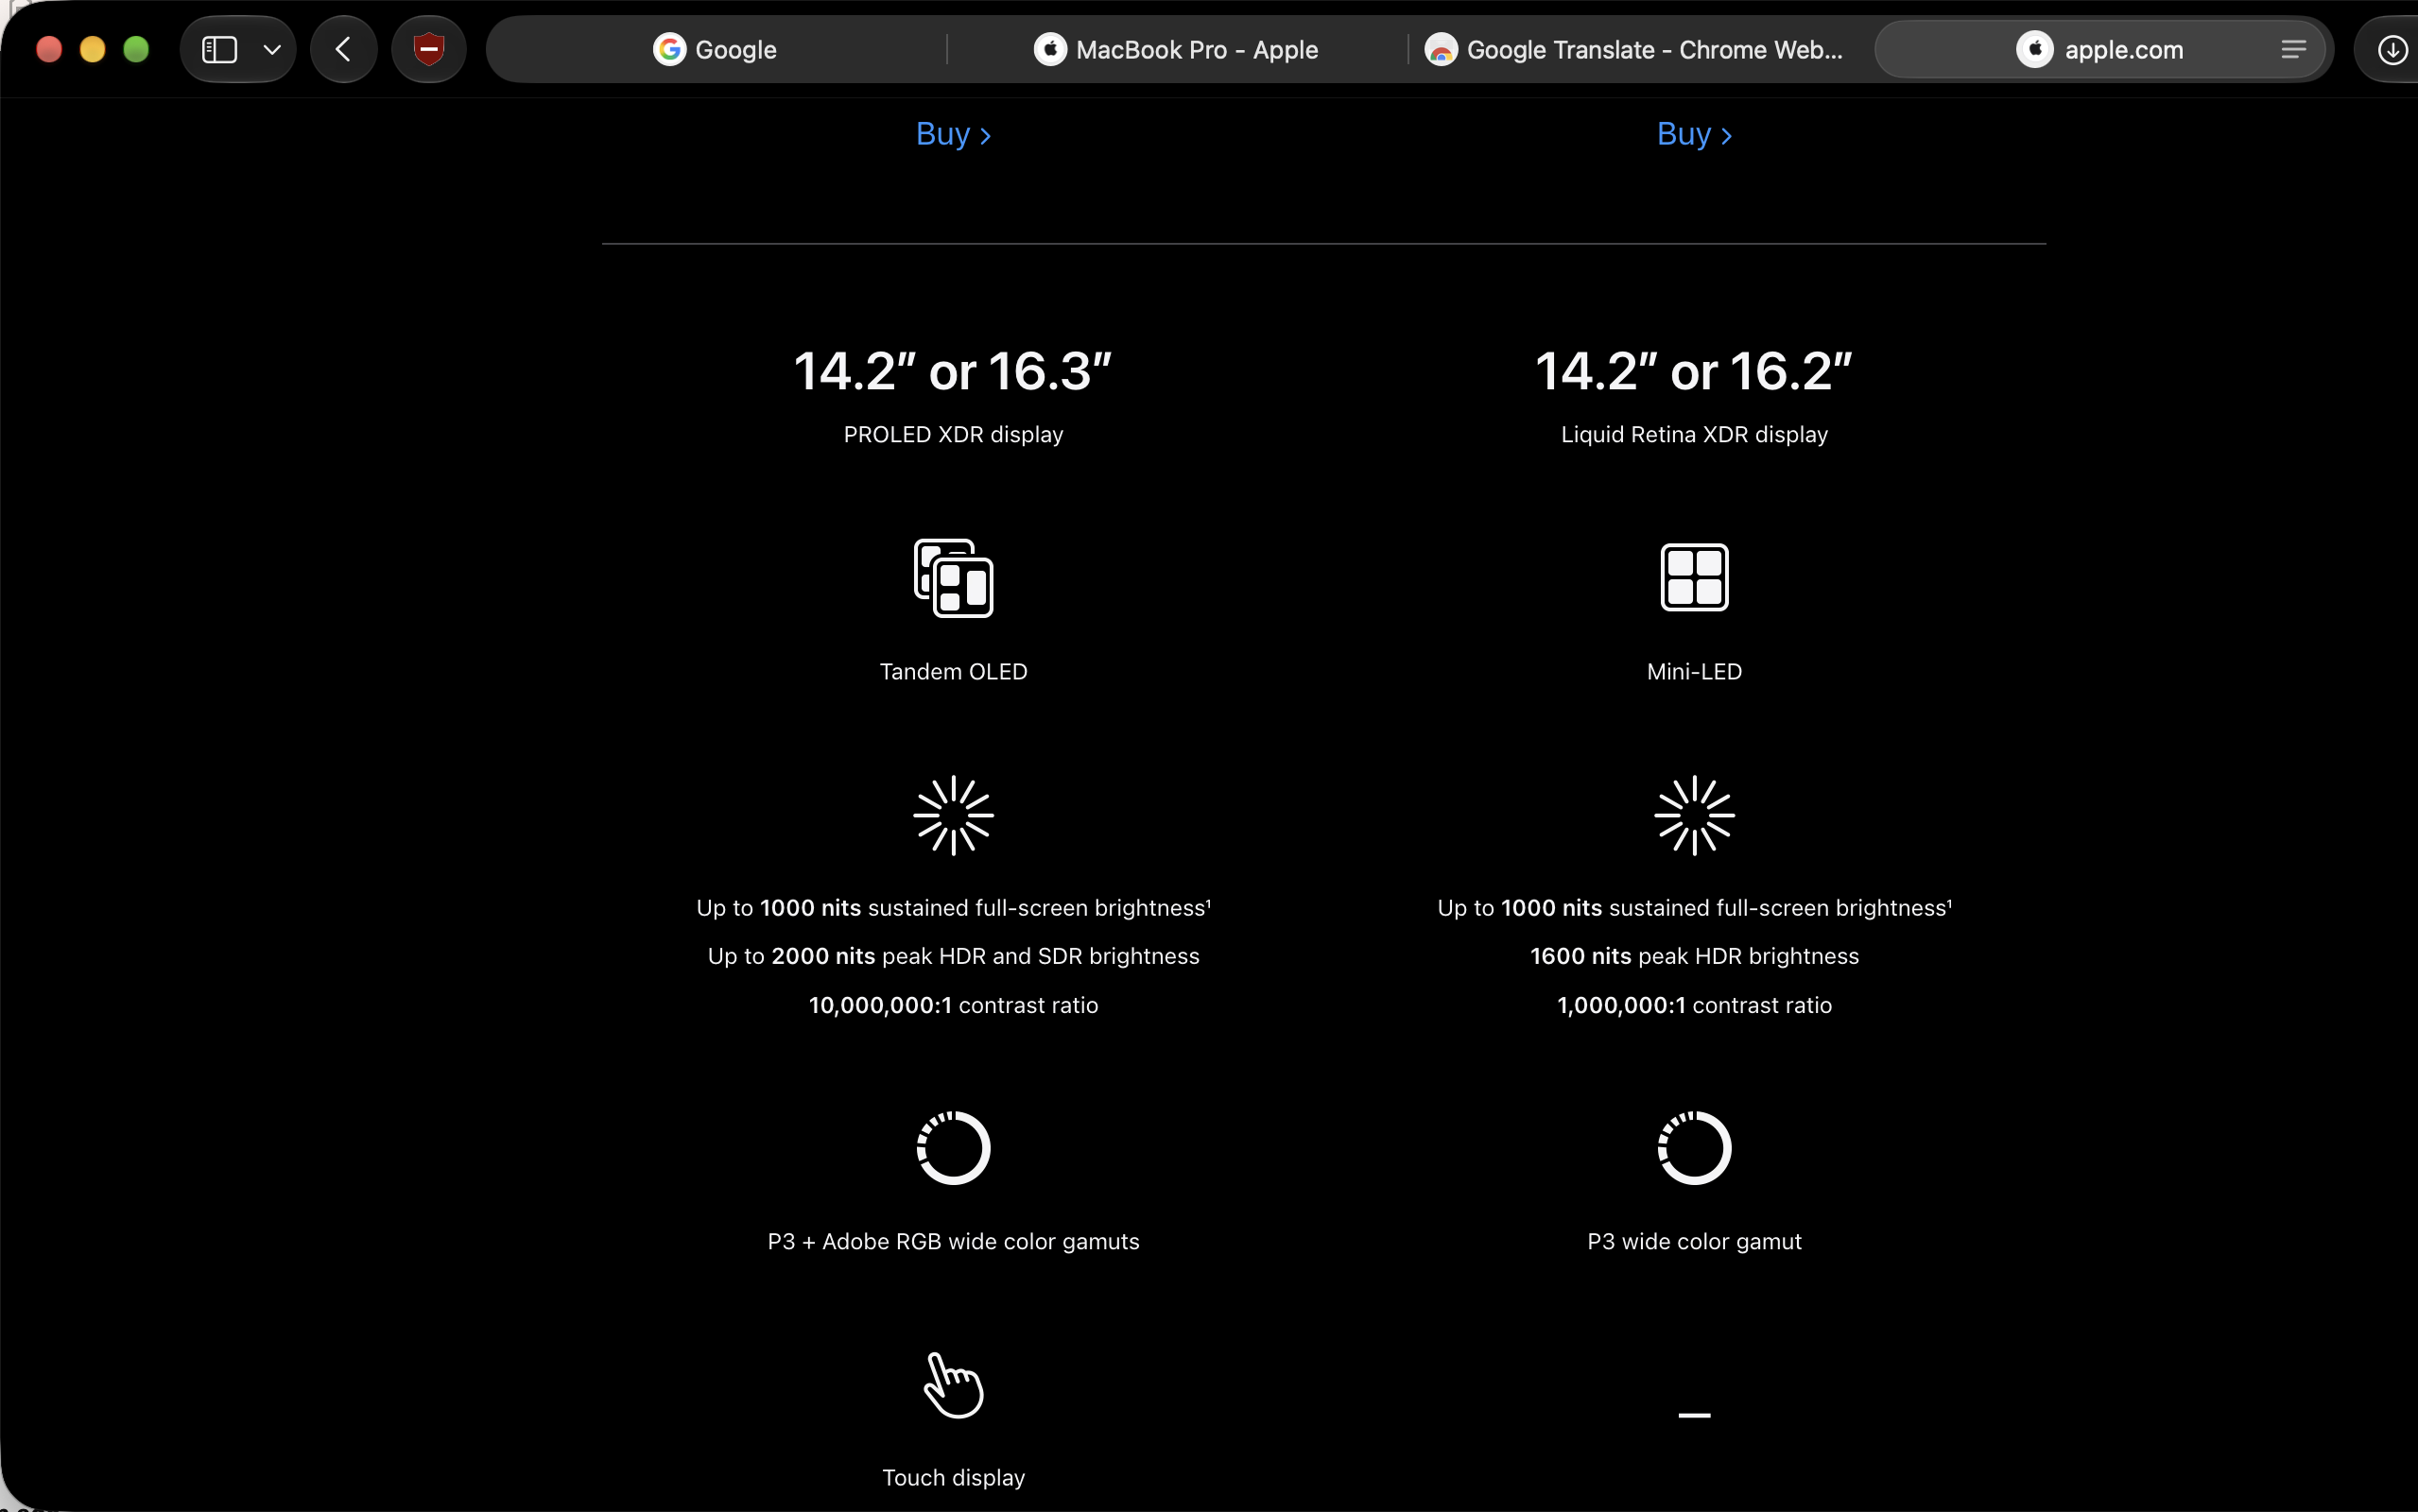 Google
MacBook Pro - Apple
Google Translate - Chrome Web...
apple.com
Buy >
Buy >
14.2″ or 16.3″
14.2″ or 16.2″
PROLED XDR display
Liquid Retina XDR display
Tandem OLED
Mini-LED
Up to 1000 nits sustained full-screen brightness¹
Up to 1000 nits sustained full-screen brightness¹
Up to 2000 nits peak HDR and SDR brightness
1600 nits peak HDR brightness
10,000,000:1 contrast ratio
1,000,000:1 contrast ratio
P3 + Adobe RGB wide color gamuts
P3 wide color gamut
Touch display
—